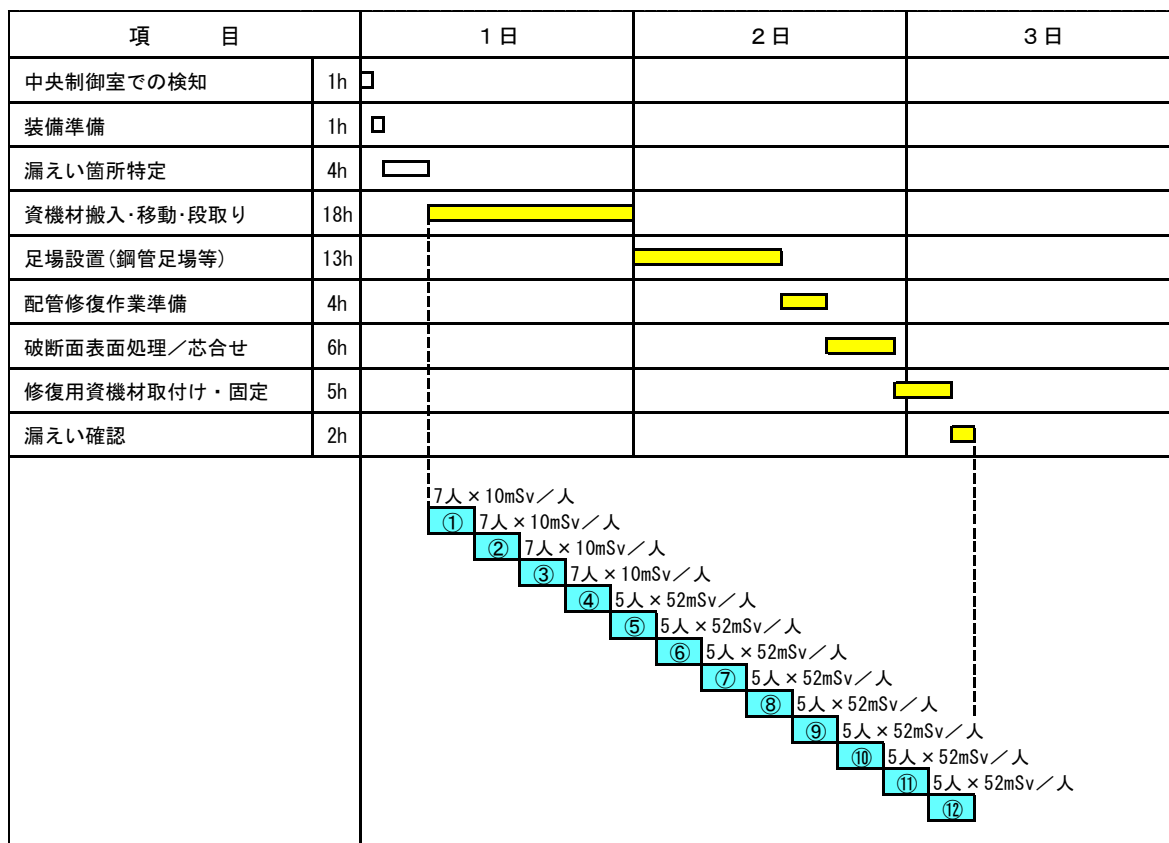 項　目 １日 ２日 ３日
中央制御室での検知 1h
装備準備 1h
漏えい箇所特定 4h
資機材搬入･移動･段取り 18h
足場設置(鋼管足場等) 13h
配管修復作業準備 4h
破断面表面処理／芯合せ 6h
修復用資機材取付け・固定 5h
漏えい確認 2h
7人×10mSv／人
① 7人×10mSv／人
② 7人×10mSv／人
③ 7人×10mSv／人
④ 5人×52mSv／人
⑤ 5人×52mSv／人
⑥ 5人×52mSv／人
⑦ 5人×52mSv／人
⑧ 5人×52mSv／人
⑨ 5人×52mSv／人
⑩ 5人×52mSv／人
⑪ 5人×52mSv／人
⑫